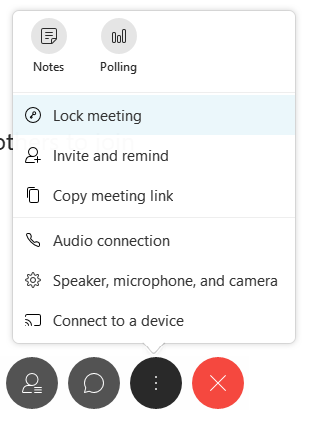 Notes
Polling
Lock meeting
Invite and remind
Copy meeting link
Audio connection
Speaker, microphone, and camera
Connect to a device